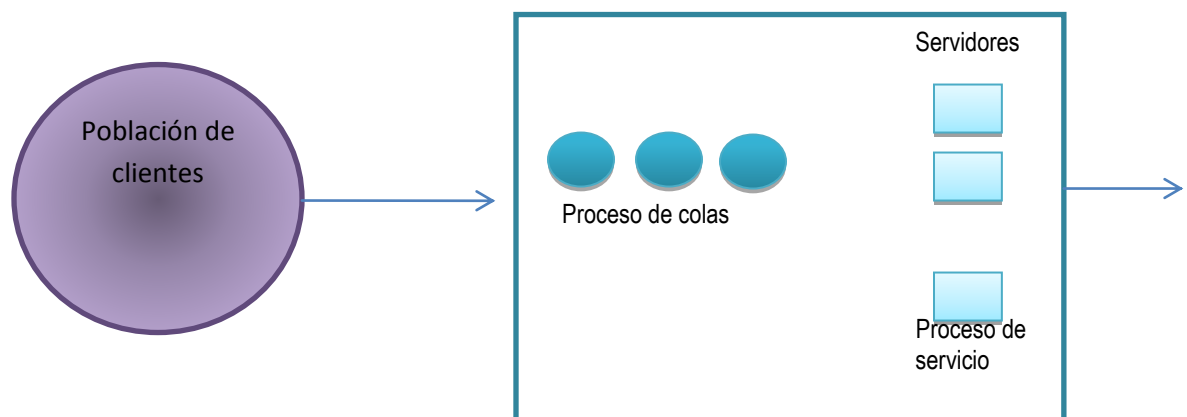 Población de
clientes
Proceso de colas
Servidores
Proceso de
servicio